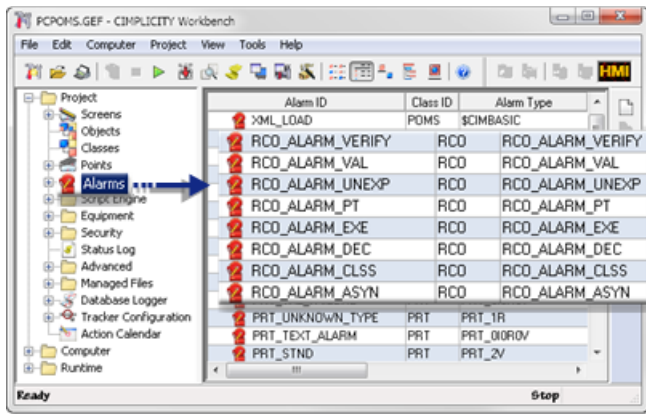 PCPOMS.GEF - CIMPLICITY Workbench
File Edit Computer Project View Tools Help
HMI
Project
Screens
Objects
Classes
Points
Alarms
Script Engine
Equipment
Security
Status Log
Advanced
Managed Files
Database Logger
Tracker Configuration
Action Calendar
Computer
Runtime
Alarm ID Class ID Alarm Type
XML_LOAD POMS $CIMBASIC
RCO_ALARM_VERIFY RCO RCO_ALARM_VERIFY
RCO_ALARM_VAL RCO RCO_ALARM_VAL
RCO_ALARM_UNEXP RCO RCO_ALARM_UNEXP
RCO_ALARM_PT RCO RCO_ALARM_PT
RCO_ALARM_EXE RCO RCO_ALARM_EXE
RCO_ALARM_DEC RCO RCO_ALARM_DEC
RCO_ALARM_CLSS RCO RCO_ALARM_CLSS
RCO_ALARM_ASYN RCO RCO_ALARM_ASYN
PRT_UNKNOWN_TYPE PRT PRT_1R
PRT_TEXT_ALARM PRT PRT_0I0R0V
PRT_STND PRT PRT_2V
Ready Stop